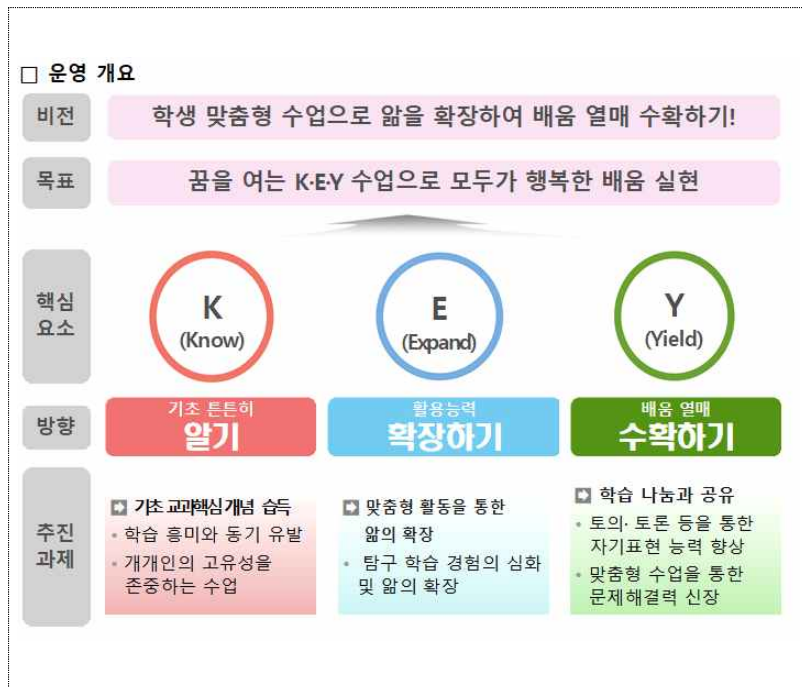 □ 운영 개요
비전
학생 맞춤형 수업으로 앎을 확장하여 배움 열매 수확하기!
목표
꿈을 여는 K·E·Y 수업으로 모두가 행복한 배움 실현
핵심
요소
K
(Know)
E
(Expand)
Y
(Yield)
방향
기초 튼튼히
알기
활용능력
확장하기
배움 열매
수확하기
추진
과제
➡ 기초 교과핵심 개념 습득
• 학습 흥미와 동기 유발
• 개개인의 고유성을
존중하는 수업
➡ 맞춤형 활동을 통한
앎의 확장
• 탐구 학습 경험의 심화
및 앎의 확장
➡ 학습 나눔과 공유
• 토의· 토론 등을 통한
자기표현 능력 향상
• 맞춤형 수업을 통한
문제해결력 신장